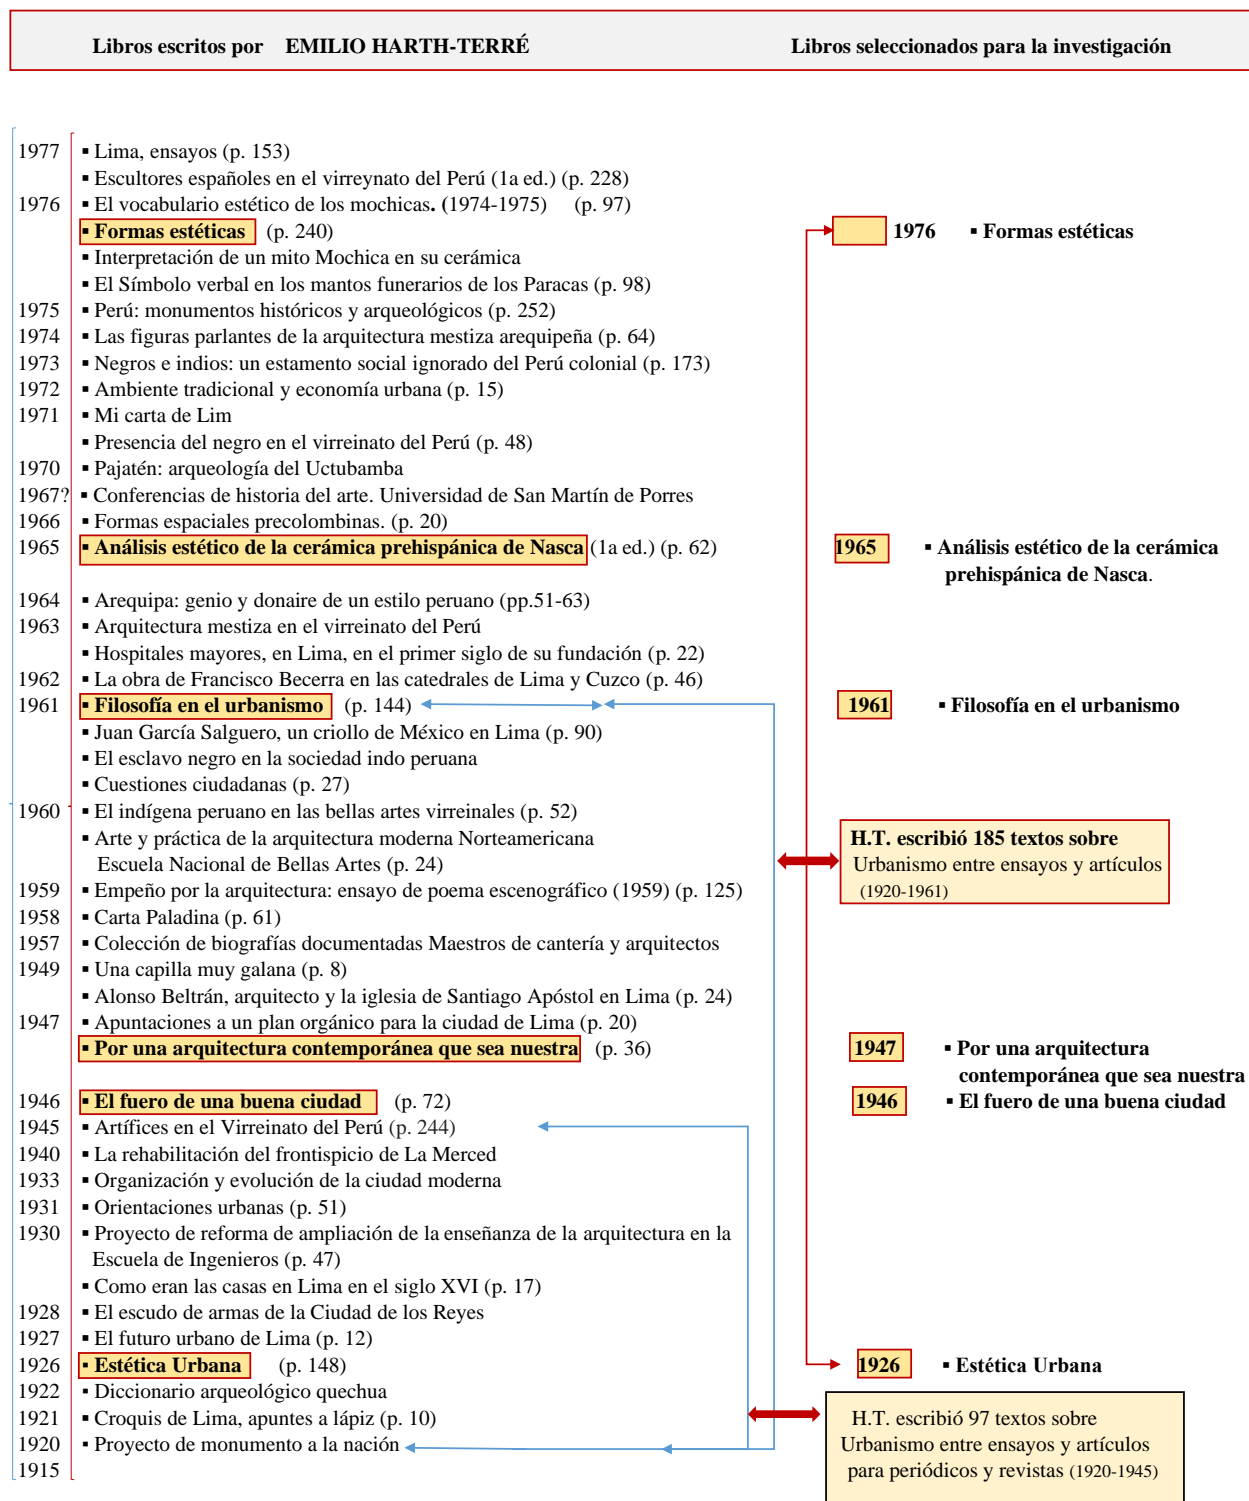 Libros escritos por EMILIO HARTH-TERRÉ
Libros seleccionados para la investigación
1977 ▪ Lima, ensayos (p. 153)
▪ Escultores españoles en el virreynato del Perú (1a ed.) (p. 228)
1976 ▪ El vocabulario estético de los mochicas. (1974-1975) (p. 97)
▪ Formas estéticas (p. 240)
▪ Interpretación de un mito Mochica en su cerámica
▪ El Símbolo verbal en los mantos funerarios de los Paracas (p. 98)
1975 ▪ Perú: monumentos históricos y arqueológicos (p. 252)
1974 ▪ Las figuras parlantes de la arquitectura mestiza arequipeña (p. 64)
1973 ▪ Negros e indios: un estamento social ignorado del Perú colonial (p. 173)
1972 ▪ Ambiente tradicional y economía urbana (p. 15)
1971 ▪ Mi carta de Lim
▪ Presencia del negro en el virreinato del Perú (p. 48)
1970 ▪ Pajatén: arqueología del Uctubamba
1967? ▪ Conferencias de historia del arte. Universidad de San Martín de Porres
1966 ▪ Formas espaciales precolombinas. (p. 20)
1965 ▪ Análisis estético de la cerámica prehispánica de Nasca (1a ed.) (p. 62)
1964 ▪ Arequipa: genio y donaire de un estilo peruano (pp.51-63)
1963 ▪ Arquitectura mestiza en el virreinato del Perú
▪ Hospitales mayores, en Lima, en el primer siglo de su fundación (p. 22)
1962 ▪ La obra de Francisco Becerra en las catedrales de Lima y Cuzco (p. 46)
1961 ▪ Filosofía en el urbanismo (p. 144)
▪ Juan García Salguero, un criollo de México en Lima (p. 90)
▪ El esclavo negro en la sociedad indo peruana
▪ Cuestiones ciudadanas (p. 27)
1960 ▪ El indígena peruano en las bellas artes virreinales (p. 52)
▪ Arte y práctica de la arquitectura moderna Norteamericana
Escuela Nacional de Bellas Artes (p. 24)
1959 ▪ Empeño por la arquitectura: ensayo de poema escenográfico (1959) (p. 125)
1958 ▪ Carta Paladina (p. 61)
1957 ▪ Colección de biografías documentadas Maestros de cantería y arquitectos
1949 ▪ Una capilla muy galana (p. 8)
▪ Alonso Beltrán, arquitecto y la iglesia de Santiago Apóstol en Lima (p. 24)
1947 ▪ Apuntaciones a un plan orgánico para la ciudad de Lima (p. 20)
▪ Por una arquitectura contemporánea que sea nuestra (p. 36)
1946 ▪ El fuero de una buena ciudad (p. 72)
1945 ▪ Artífices en el Virreinato del Perú (p. 244)
1940 ▪ La rehabilitación del frontispicio de La Merced
1933 ▪ Organización y evolución de la ciudad moderna
1931 ▪ Orientaciones urbanas (p. 51)
1930 ▪ Proyecto de reforma de ampliación de la enseñanza de la arquitectura en la
Escuela de Ingenieros (p. 47)
▪ Como eran las casas en Lima en el siglo XVI (p. 17)
1928 ▪ El escudo de armas de la Ciudad de los Reyes
1927 ▪ El futuro urbano de Lima (p. 12)
1926 ▪ Estética Urbana (p. 148)
1922 ▪ Diccionario arqueológico quechua
1921 ▪ Croquis de Lima, apuntes a lápiz (p. 10)
1920 ▪ Proyecto de monumento a la nación
1915
1976 ▪ Formas estéticas
1965 ▪ Análisis estético de la cerámica
prehispánica de Nasca.
1961 ▪ Filosofía en el urbanismo
H.T. escribió 185 textos sobre
Urbanismo entre ensayos y artículos
(1920-1961)
1947 ▪ Por una arquitectura
contemporánea que sea nuestra
1946 ▪ El fuero de una buena ciudad
1926 ▪ Estética Urbana
H.T. escribió 97 textos sobre
Urbanismo entre ensayos y artículos
para periódicos y revistas (1920-1945)